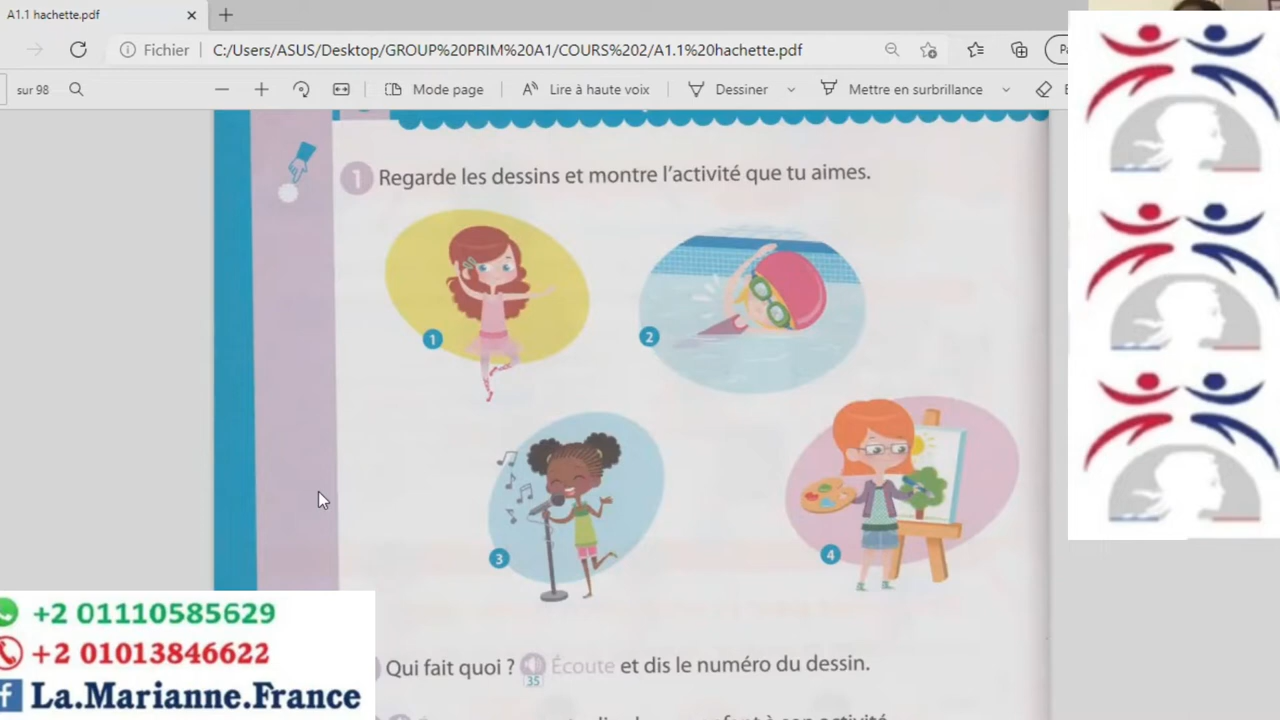 A1.1 hachette.pdf
Fichier
C:/Users/ASUS/Desktop/GROUP%20PRIM%20A1/COURS%202/A1.1%20hachette.pdf
sur 98
Mode page
Lire à haute voix
Dessiner
Mettre en surbrillance
1 Regarde les dessins et montre l'activité que tu aimes.
1
2
3
4
Qui fait quoi ? Écoute et dis le numéro du dessin.
35
+2 01110585629
+2 01013846622
La.Marianne.France